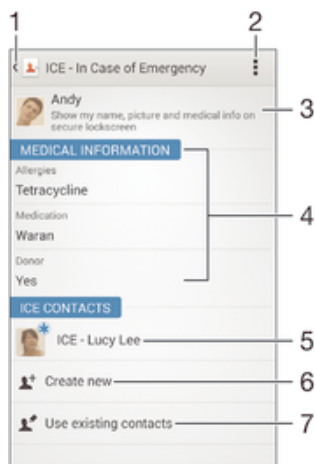 1
2
ICE - In Case of Emergency
Andy
Show my name, picture and medical info on
secure lockscreen
3
MEDICAL INFORMATION
Allergies
Tetracycline
Medication
4
Waran
Donor
Yes
ICE CONTACTS
ICE - Lucy Lee
5
Create new
6
Use existing contacts
7